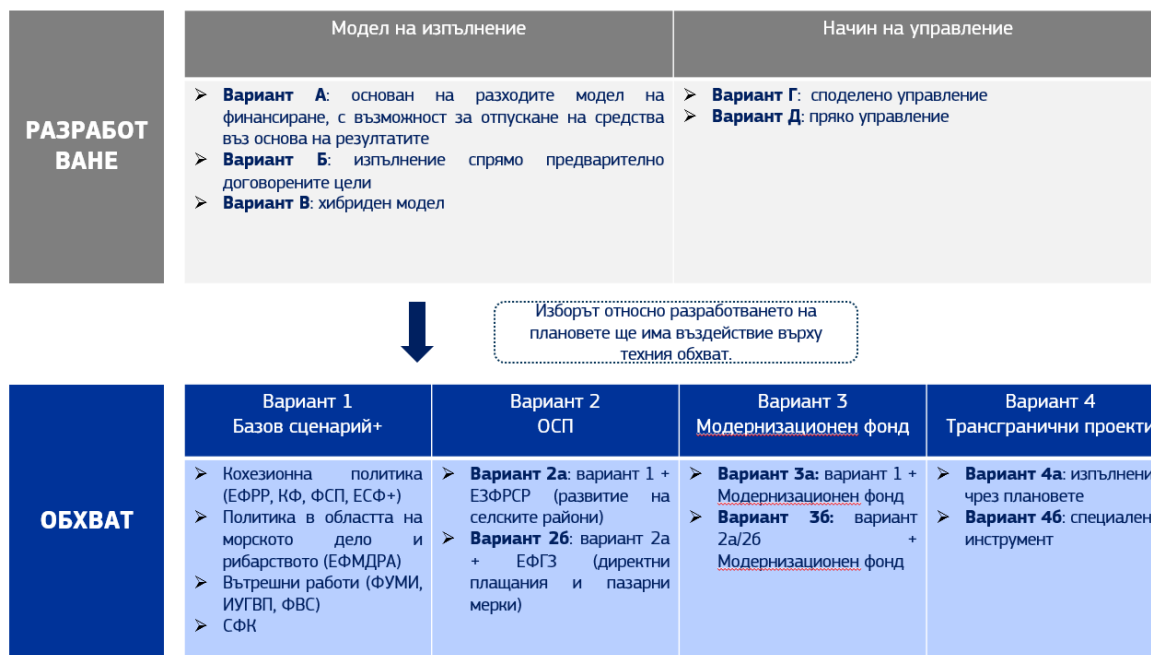 Модел на изпълнение
Начин на управление
РАЗРАБОТ
ВАНЕ
➢ Вариант А: основан на разходите модел на
финансиране, с възможност за отпускане на средства
въз основа на резултатите
➢ Вариант Б: изпълнение спрямо предварително
договорените цели
➢ Вариант В: хибриден модел
➢ Вариант Г: споделено управление
➢ Вариант Д: пряко управление
Изборът относно разработването на
плановете ще има въздействие върху
техния обхват.
ОБХВАТ
Вариант 1
Базов сценарий+
Вариант 2
ОСП
Вариант 3
Модернизационен фонд
Вариант 4
Трансгранични проекти
➢ Кохезионна политика
(ЕФРР, КФ, ФСП, ЕСФ+)
➢ Политика в областта на
морското дело и
рибарството (ЕФМДРА)
➢ Вътрешни работи (ФУМИ,
ИУГВП, ФВС)
➢ СФК
➢ Вариант 2а: вариант 1 +
ЕЗФРСР (развитие на
селските райони)
➢ Вариант 2б: вариант 2а
+ ЕФГЗ (директни
плащания и пазарни
мерки)
➢ Вариант 3а: вариант 1 +
Модернизационен фонд
➢ Вариант 3б: вариант
2а/2б +
Модернизационен фонд
➢ Вариант 4а: изпълнени
чрез плановете
➢ Вариант 4б: специален
инструмент